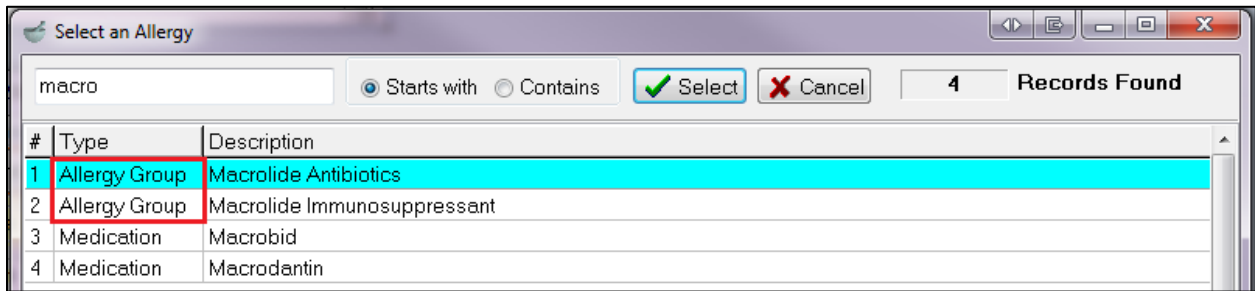 Select an Allergy
macro Starts with Contains Select Cancel 4 Records Found
# Type Description
1 Allergy Group Macrolide Antibiotics
2 Allergy Group Macrolide Immunosuppressant
3 Medication Macrobid
4 Medication Macrodantin